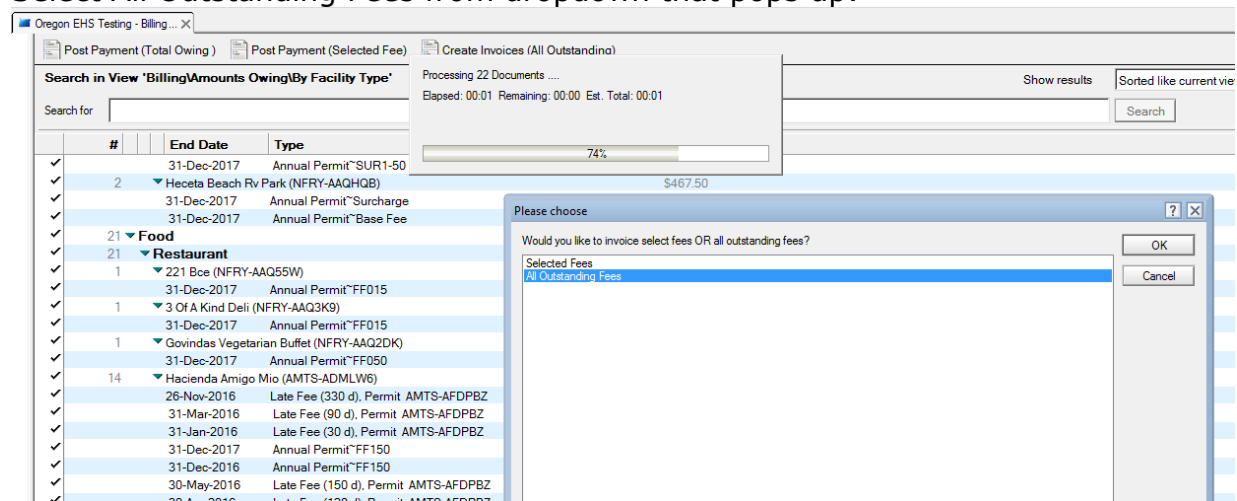 Select All Outstanding Fees from dropdown that pops up.
Oregon EHS Testing - Billing ...
Post Payment (Total Owing ) Post Payment (Selected Fee) Create Invoices (All Outstanding)
Search in View 'Billing\Amounts Owing\By Facility Type'
Show results Sorted like current vie
Search for Search
Processing 22 Documents ....
Elapsed: 00:01 Remaining: 00:00 Est. Total: 00:01
74%
# End Date Type
31-Dec-2017 Annual Permit~SUR1-50
2 Heceta Beach Rv Park (NFRY-AAQHQB) $467.50
31-Dec-2017 Annual Permit~Surcharge
31-Dec-2017 Annual Permit~Base Fee
21 Food
21 Restaurant
1 221 Bce (NFRY-AAQ55W)
31-Dec-2017 Annual Permit~FF015
1 3 Of A Kind Deli (NFRY-AAQ3K9)
31-Dec-2017 Annual Permit~FF015
1 Govindas Vegetarian Buffet (NFRY-AAQ2DK)
31-Dec-2017 Annual Permit~FF050
14 Hacienda Amigo Mio (AMTS-ADMLW6)
26-Nov-2016 Late Fee (330 d), Permit AMTS-AFDPBZ
31-Mar-2016 Late Fee (90 d), Permit AMTS-AFDPBZ
31-Jan-2016 Late Fee (30 d), Permit AMTS-AFDPBZ
31-Dec-2017 Annual Permit~FF150
31-Dec-2016 Annual Permit~FF150
30-May-2016 Late Fee (150 d), Permit AMTS-AFDPBZ
Please choose
Would you like to invoice select fees OR all outstanding fees?
Selected Fees
All Outstanding Fees
OK
Cancel